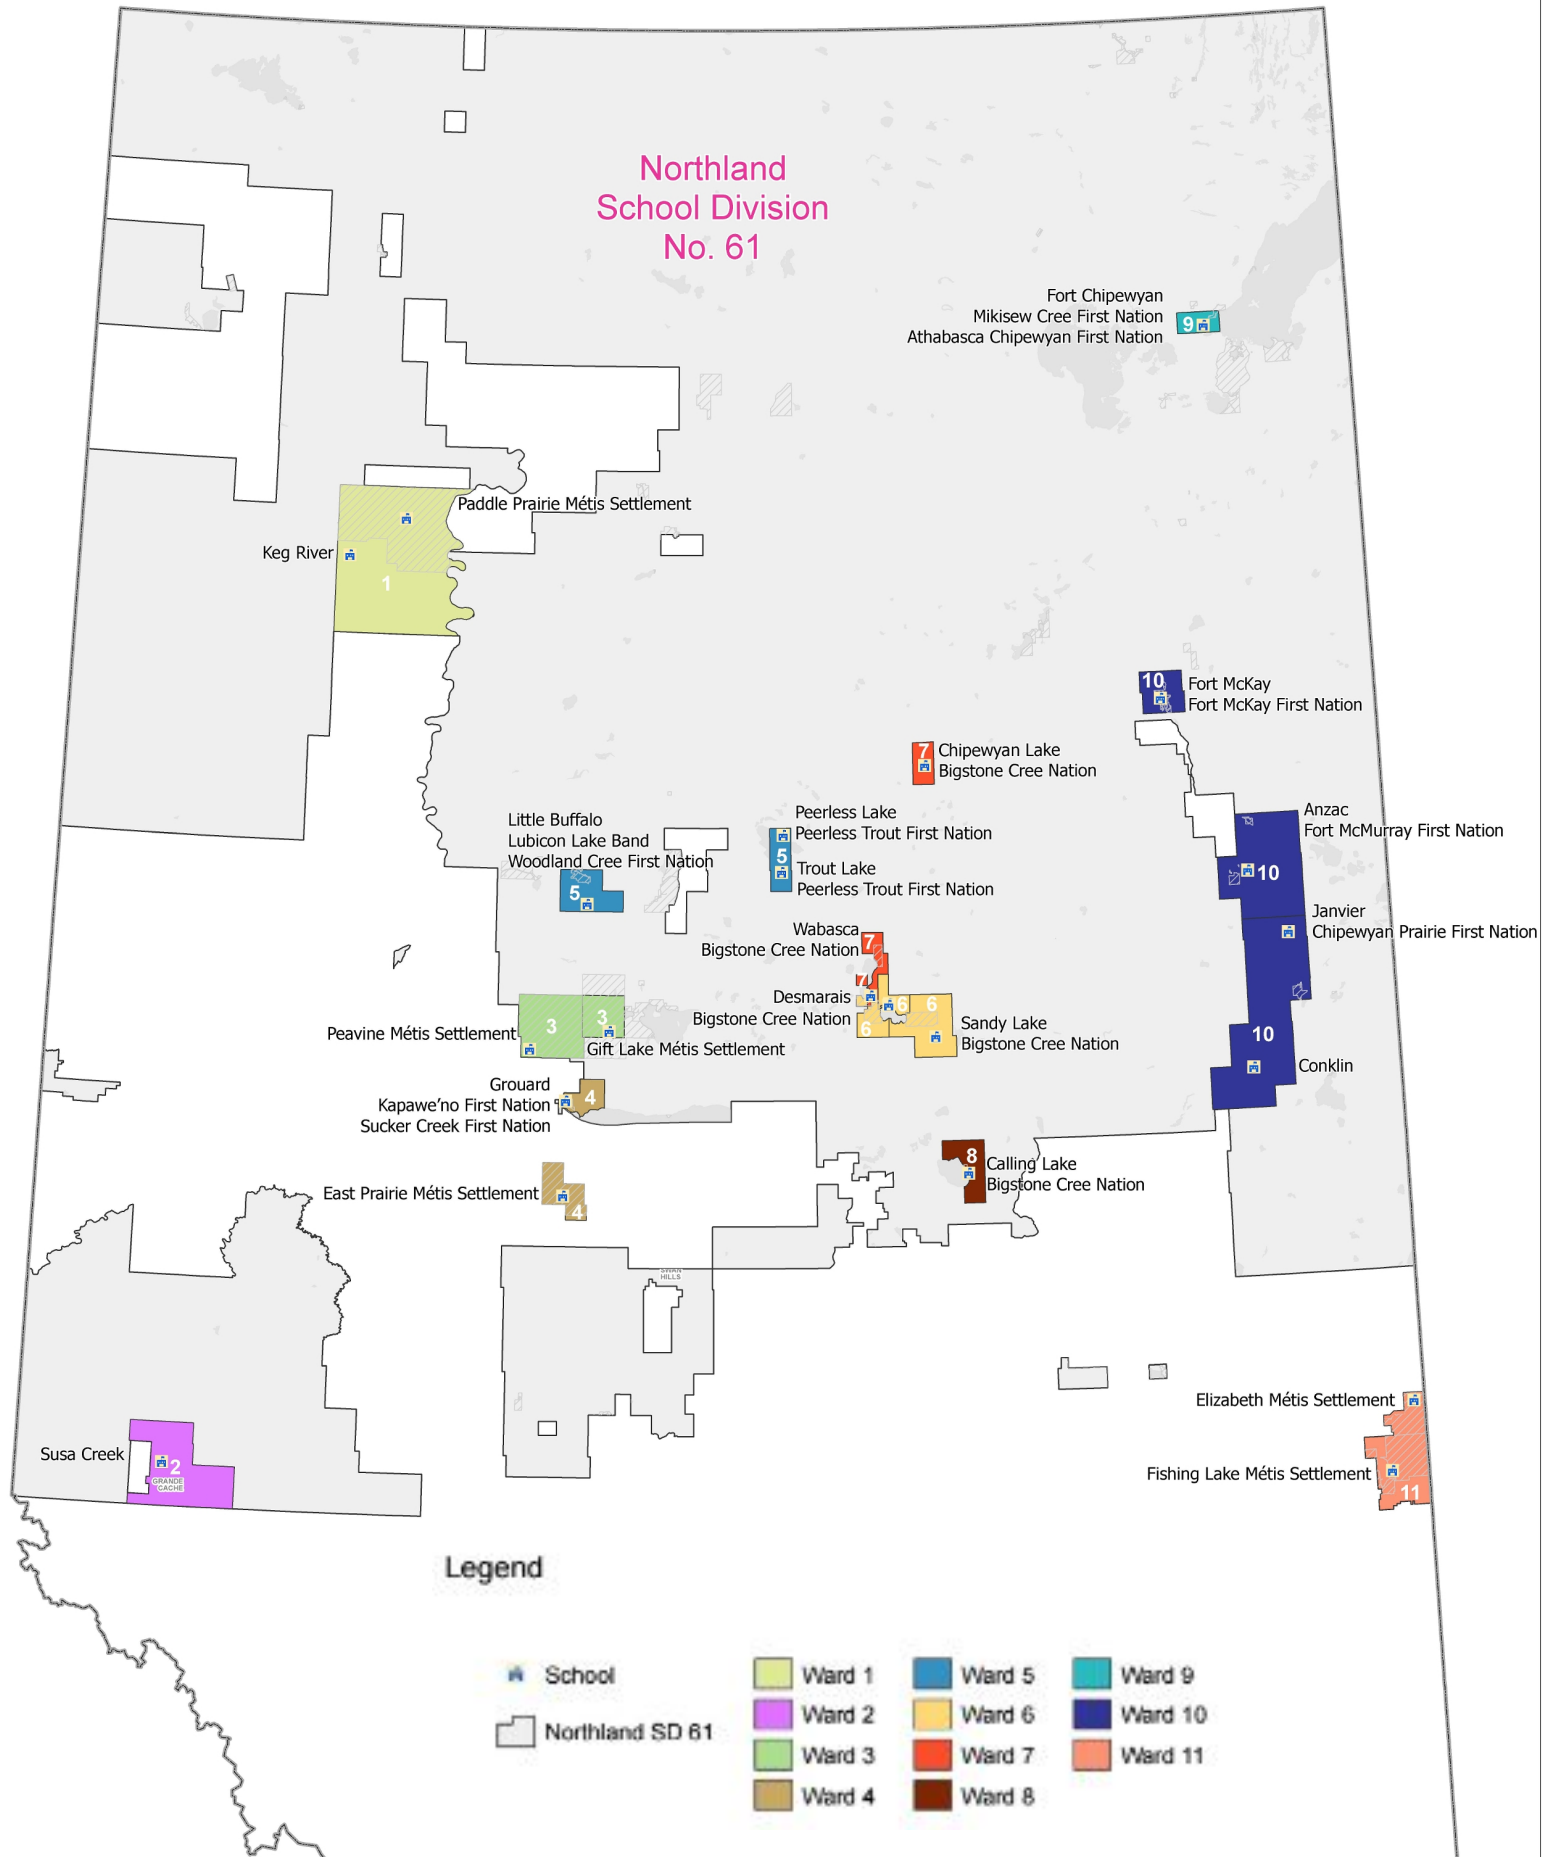 Northland
School Division
No. 61
Fort Chipewyan
Mikisew Cree First Nation
Athabasca Chipewyan First Nation
9
Paddle Prairie Métis Settlement
Keg River
1
10
Fort McKay
Fort McKay First Nation
7
Chipewyan Lake
Bigstone Cree Nation
Anzac
Fort McMurray First Nation
10
Little Buffalo
Lubicon Lake Band
Woodland Cree First Nation
5
Peerless Lake
Peerless Trout First Nation
5
Trout Lake
Peerless Trout First Nation
Janvier
Chipewyan Prairie First Nation
Wabasca
Bigstone Cree Nation
7
7
Desmarais
Bigstone Cree Nation
6
6
6
Sandy Lake
Bigstone Cree Nation
3
3
Peavine Métis Settlement
Gift Lake Métis Settlement
10
Conklin
Grouard
Kapawe'no First Nation
Sucker Creek First Nation
4
8
Calling Lake
Bigstone Cree Nation
East Prairie Métis Settlement
4
SWAN
HILLS
Elizabeth Métis Settlement
Susa Creek
2
GRANDE
CACHE
Fishing Lake Métis Settlement
11
Legend
School
Northland SD 61
Ward 1
Ward 2
Ward 3
Ward 4
Ward 5
Ward 6
Ward 7
Ward 8
Ward 9
Ward 10
Ward 11